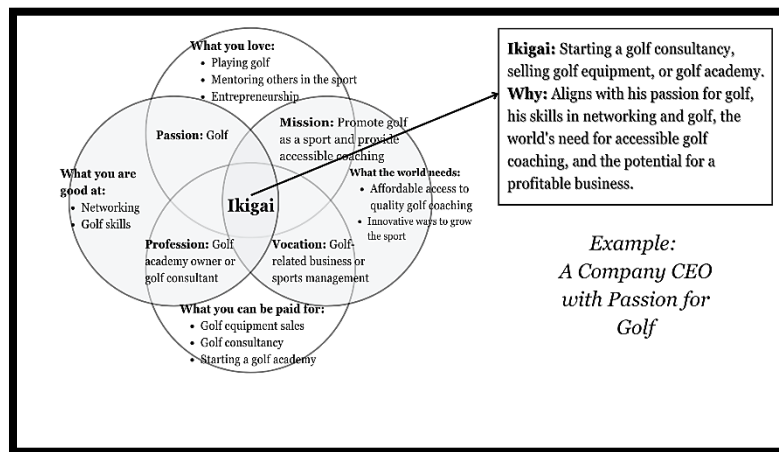 What you love:
• Playing golf
• Mentoring others in the sport
• Entrepreneurship
Passion: Golf
Mission: Promote golf
as a sport and provide
accessible coaching
What you are
good at:
• Networking
• Golf skills
What the world needs:
• Affordable access to
quality golf coaching
• Innovative ways to grow
the sport
Ikigai
Profession: Golf
academy owner or
golf consultant
Vocation: Golf-
related business or
sports management
What you can be paid for:
• Golf equipment sales
• Golf consultancy
• Starting a golf academy
Ikigai: Starting a golf consultancy,
selling golf equipment, or golf academy.
Why: Aligns with his passion for golf,
his skills in networking and golf, the
world's need for accessible golf
coaching, and the potential for a
profitable business.
Example:
A Company CEO
with Passion for
Golf